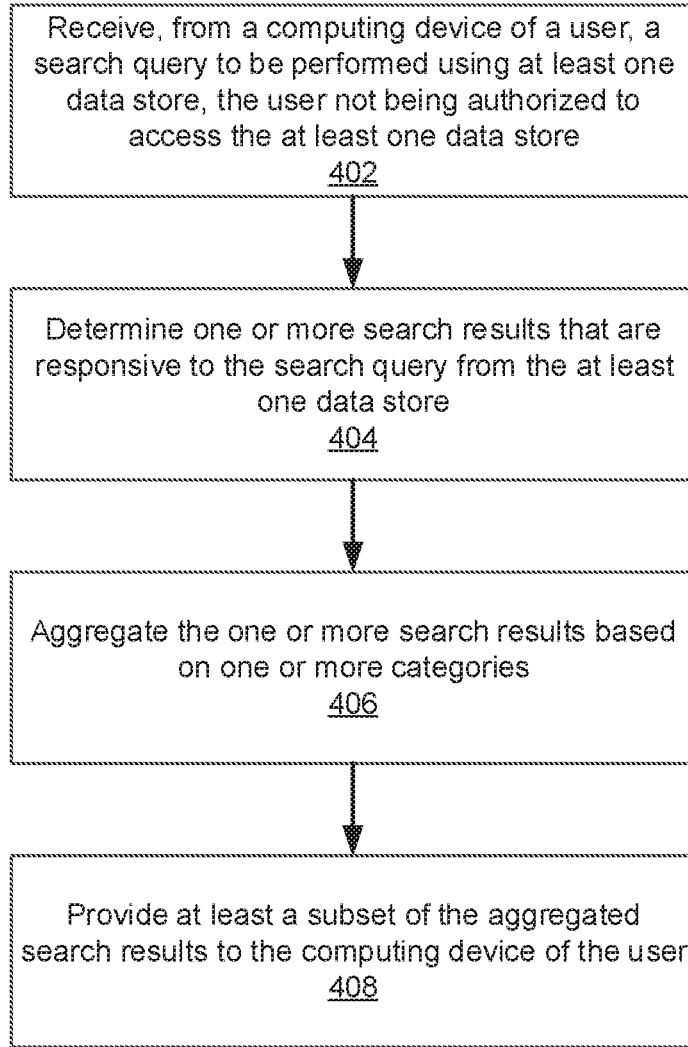 Receive, from a computing device of a user, a
search query to be performed using at least one
data store, the user not being authorized to
access the at least one data store
402
Determine one or more search results that are
responsive to the search query from the at least
one data store
404
Aggregate the one or more search results based
on one or more categories
406
Provide at least a subset of the aggregated
search results to the computing device of the user
408